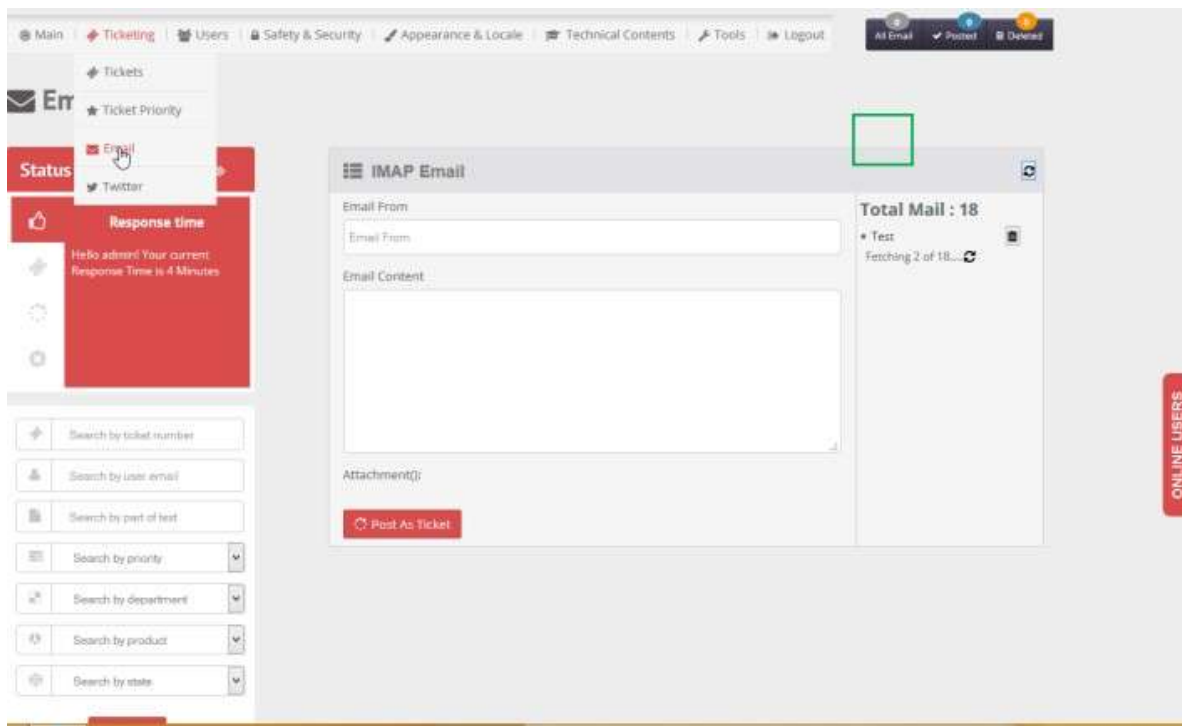 Main Ticketing Users Safety & Security Appearance & Locale Technical Contents Tools Logout
0 0 0
All Email Posted Deleted
Tickets
Em
Ticket Priority
Email
Twitter
Status
IMAP Email
Response time
Hello admin! Your current
Response Time is 4 Minutes
Email From
Email From
Email Content
Attachment():
Post As Ticket
Total Mail : 18
Test
Fetching 2 of 18....
Search by ticket number
Search by user email
Search by part of text
Search by priority
Search by department
Search by product
Search by state
ONLINE USERS